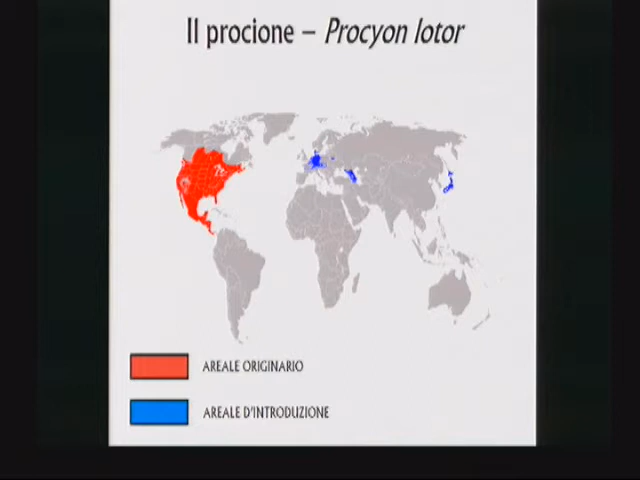 Il procione – Procyon lotor
AREALE ORIGINARIO
AREALE D'INTRODUZIONE